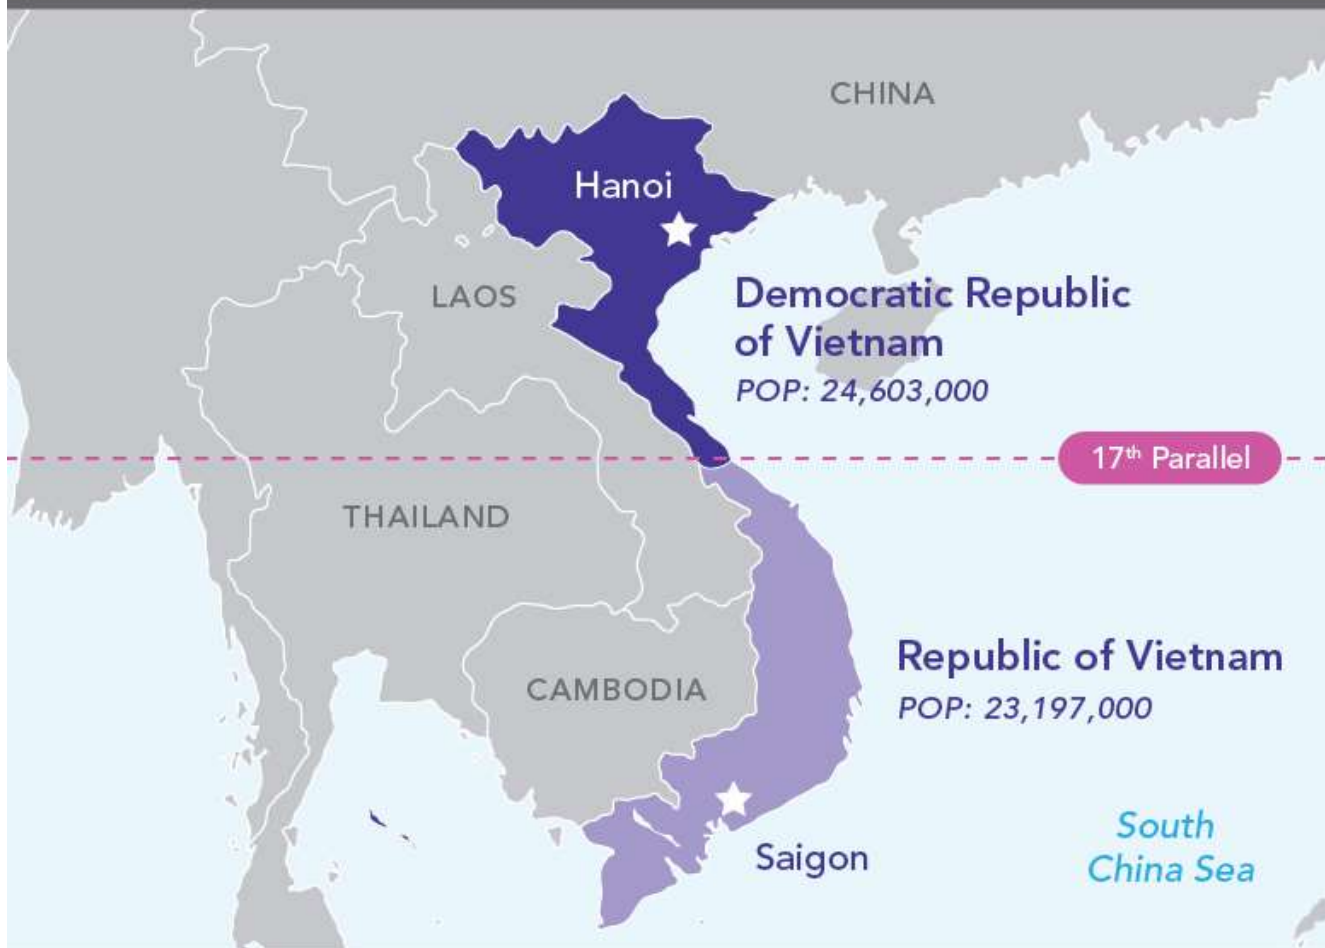 CHINA
Hanoi
LAOS
Democratic Republic
of Vietnam
POP: 24,603,000
17th Parallel
THAILAND
Republic of Vietnam
CAMBODIA
POP: 23,197,000
South
China Sea
Saigon